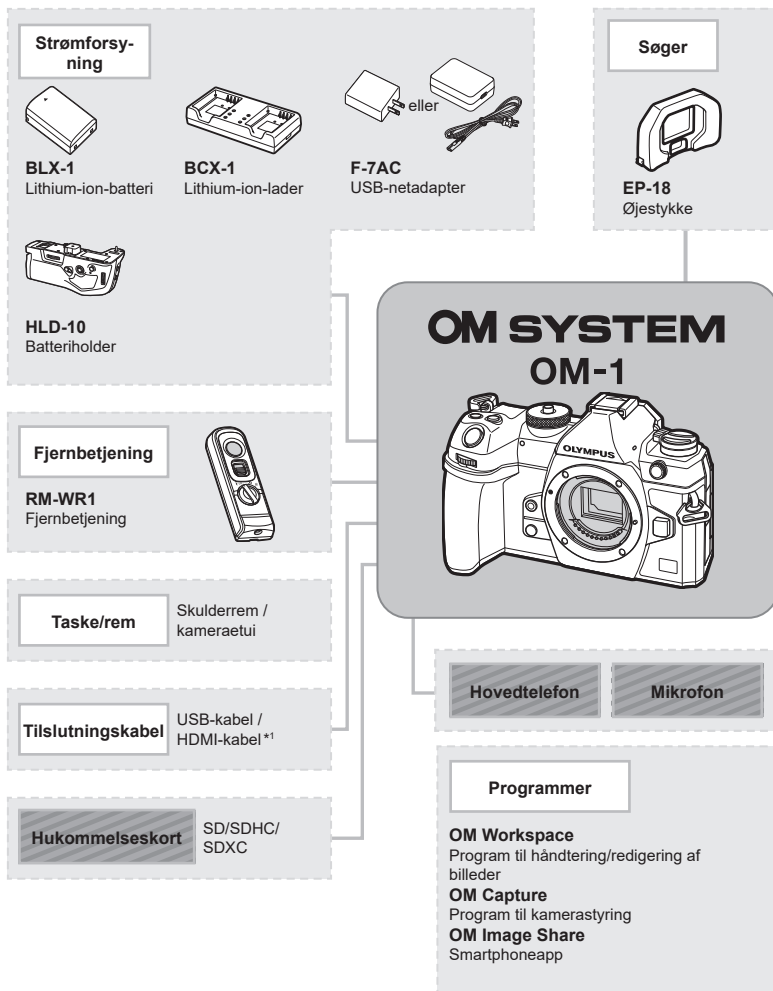 Strømforsy-
ning
eller
BLX-1
Lithium-ion-batteri
BCX-1
Lithium-ion-lader
F-7AC
USB-netadapter
HLD-10
Batteriholder
Søger
EP-18
Øjestykke
OM SYSTEM
OM-1
OLYMPUS
Fjernbetjening
RM-WR1
Fjernbetjening
Taske/rem
Skulderrem /
kameraetui
Tilslutningskabel
USB-kabel /
HDMI-kabel *1
Hukommelseskort
SD/SDHC/
SDXC
Hovedtelefon
Mikrofon
Programmer
OM Workspace
Program til håndtering/redigering af
billeder
OM Capture
Program til kamerastyring
OM Image Share
Smartphoneapp